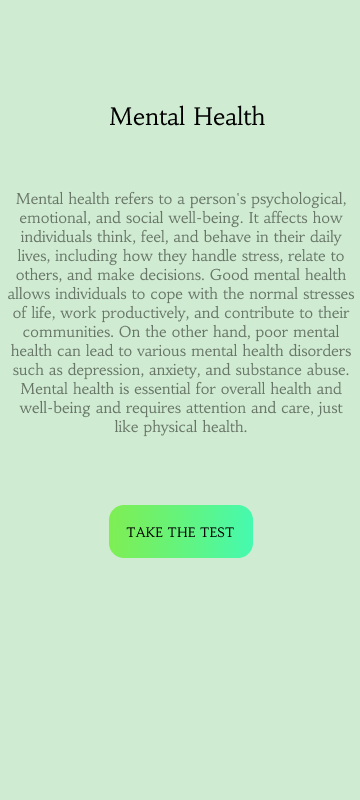 Mental Health
Mental health refers to a person's psychological,
emotional, and social well-being. It affects how
individuals think, feel, and behave in their daily
lives, including how they handle stress, relate to
others, and make decisions. Good mental health
allows individuals to cope with the normal stresses
of life, work productively, and contribute to their
communities. On the other hand, poor mental
health can lead to various mental health disorders
such as depression, anxiety, and substance abuse.
Mental health is essential for overall health and
well-being and requires attention and care, just
like physical health.
TAKE THE TEST